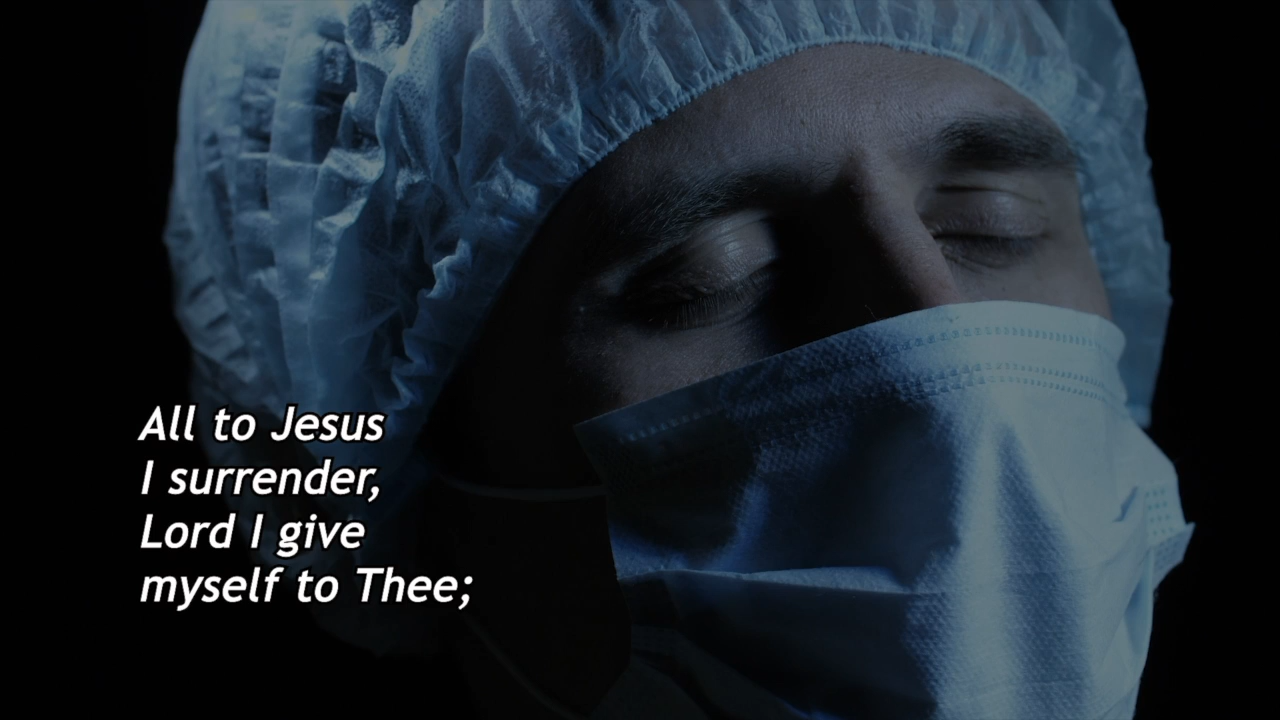 All to Jesus
I surrender,
Lord I give
myself to Thee;